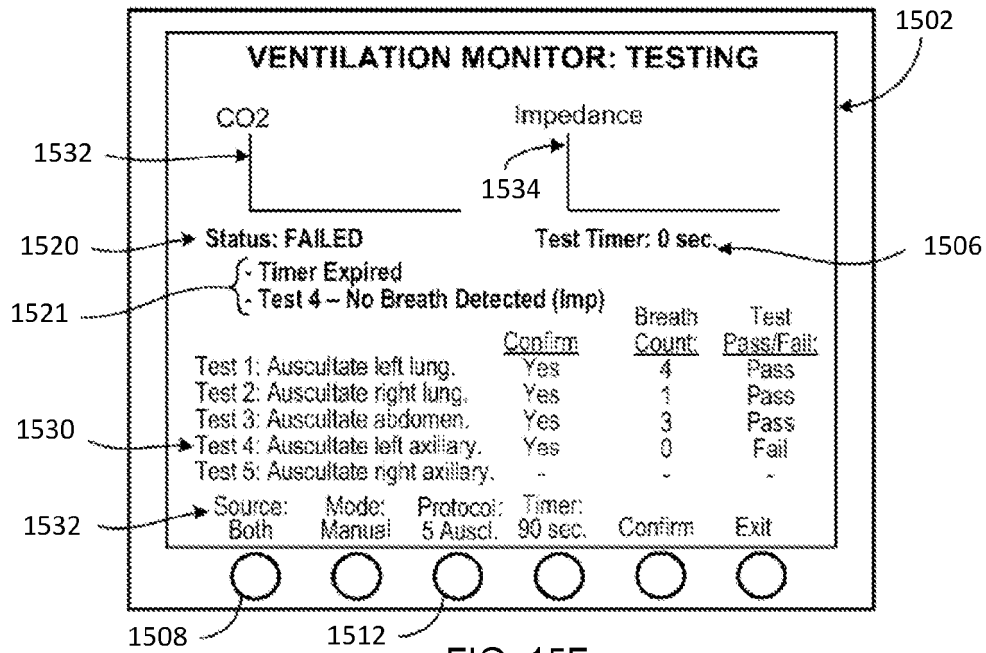 1502
VENTILATION MONITOR: TESTING
CO2
Impedance
1532
1534
1520
Status: FAILED
Test Timer: 0 sec.
1506
- Timer Expired
1521
- Test 4 – No Breath Detected (Imp)
Confirm Breath Count: Test Pass/Fail:
Test 1: Auscultate left lung. Yes 4 Pass
Test 2: Auscultate right lung. Yes 1 Pass
Test 3: Auscultate abdomen. Yes 3 Pass
1530
Test 4: Auscultate left axillary. Yes 0 Fail
Test 5: Auscultate right axillary. - - -
1532
Source: Mode: Protocol: Timer:
Both Manual 5 Auscl. 90 sec. Confirm Exit
1508
1512